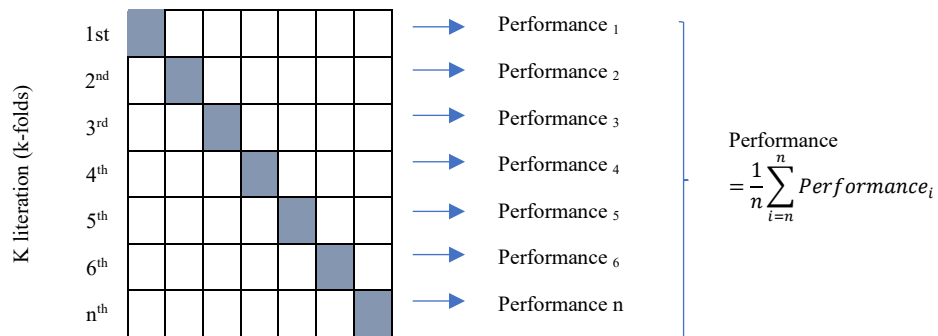 K literation (k-folds)
1st
2nd
3rd
4th
5th
6th
nth
Performance 1
Performance 2
Performance 3
Performance 4
Performance 5
Performance 6
Performance n
Performance
= 1/n ∑ i=n n Performance i